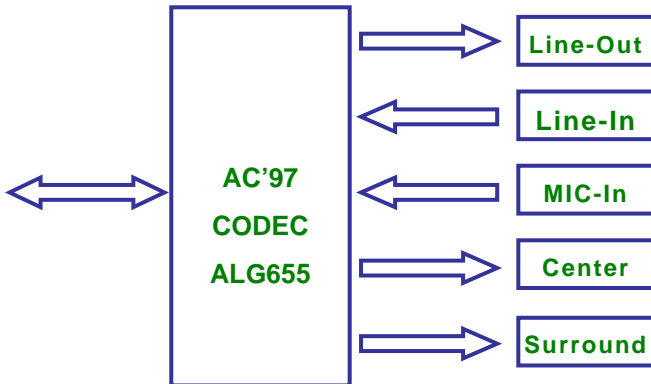 Line-Out
Line-In
AC’97
CODEC
ALG655
MIC-In
Center
Surround